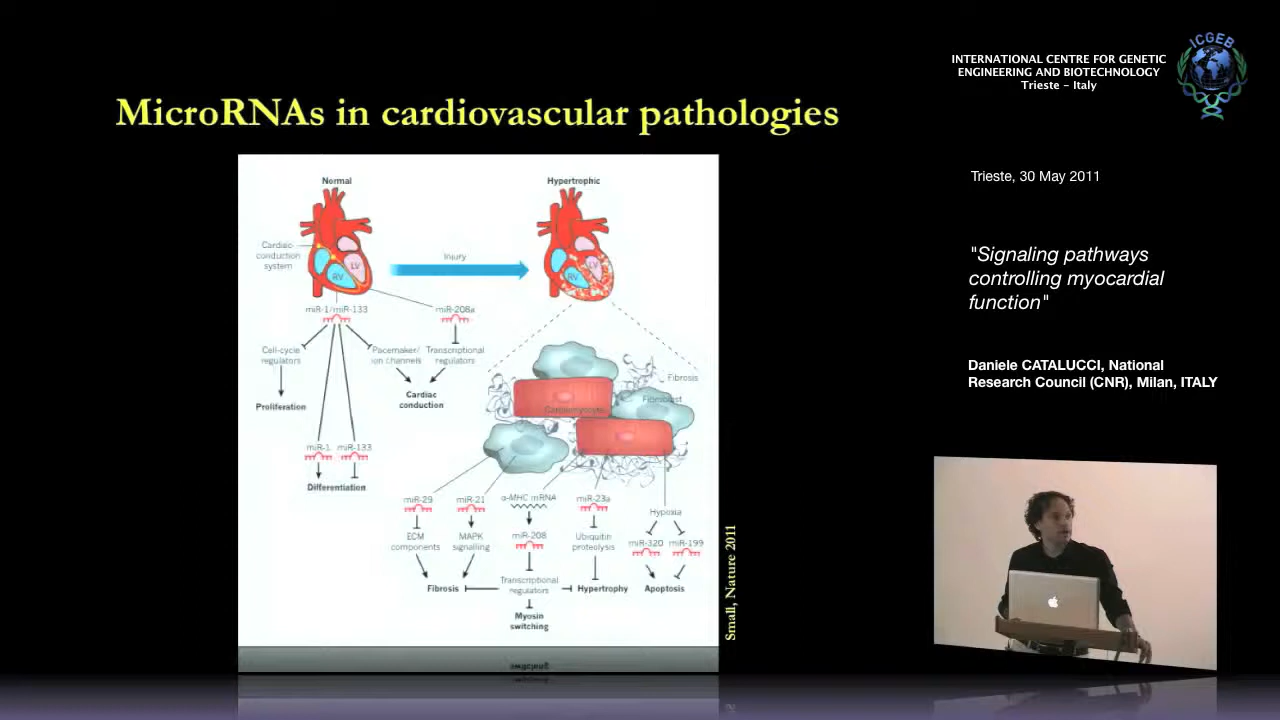 MicroRNAs in cardiovascular pathologies
ICGEB
INTERNATIONAL CENTRE FOR GENETIC
ENGINEERING AND BIOTECHNOLOGY
Trieste – Italy
Trieste, 30 May 2011
"Signaling pathways
controlling myocardial
function"
Daniele CATALUCCI, National
Research Council (CNR), Milan, ITALY
Normal
Hypertrophic
Cardiac
conduction
system
LV
RV
Injury
LV
RV
miR-1/miR-133
miR-208a
Cell-cycle
regulators
Pacemaker/
ion channels
Transcriptional
regulators
Proliferation
Cardiac
conduction
Fibrosis
Fibroblast
Cardiomyocyte
miR-1
miR-133
Differentiation
miR-29
miR-21
α-MHC mRNA
miR-23a
Hypoxia
ECM
components
MAPK
signalling
miR-208
Ubiquitin
proteolysis
miR-320
miR-199
Fibrosis
Transcriptional
regulators
Hypertrophy
Apoptosis
Myosin
switching
Small, Nature 2011